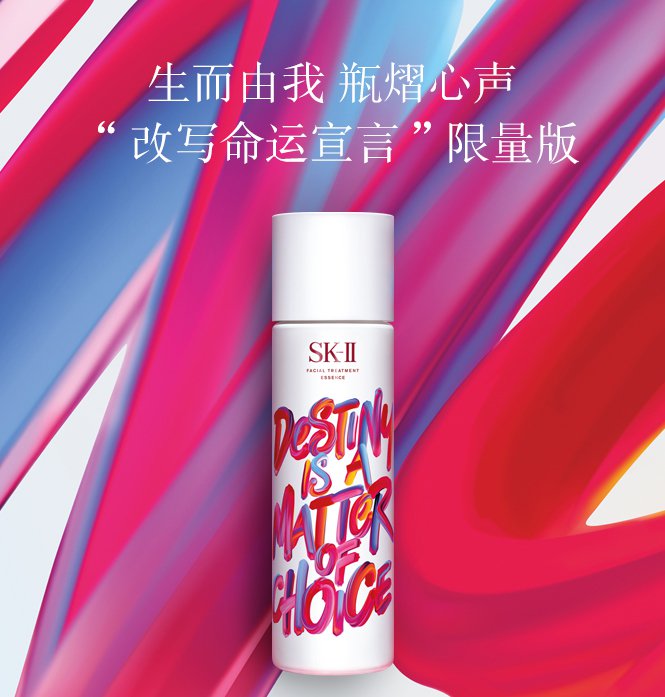 生而由我 瓶熠心声
“改写命运宣言”限量版
SK-II
FACIAL TREATMENT
ESSENCE
DESTINY
IS A
MATTER
OF
CHOICE